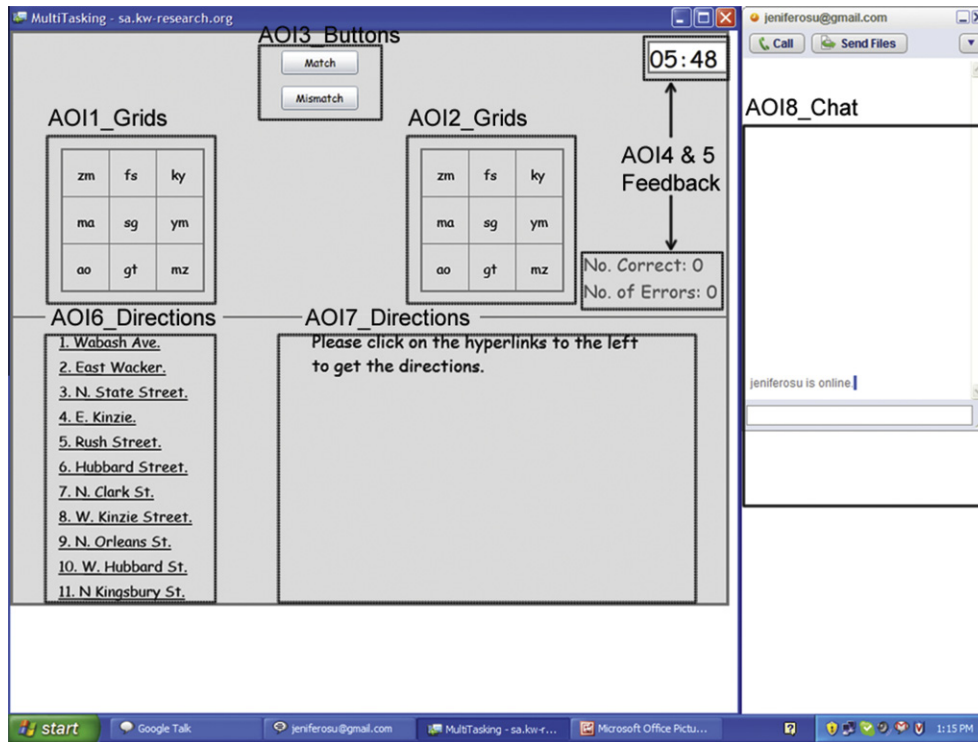 MultiTasking - sa.kw-research.org
AOI3_Buttons
Match
Mismatch
05:48
AOI1_Grids
AOI2_Grids
zm fs ky
ma sg ym
ao gt mz
zm fs ky
ma sg ym
ao gt mz
AOI4 & 5
Feedback
No. Correct: 0
No. of Errors: 0
AOI6_Directions
1. Wabash Ave.
2. East Wacker.
3. N. State Street.
4. E. Kinzie.
5. Rush Street.
6. Hubbard Street.
7. N. Clark St.
8. W. Kinzie Street.
9. N. Orleans St.
10. W. Hubbard St.
11. N Kingsbury St.
AOI7_Directions
Please click on the hyperlinks to the left
to get the directions.
jeniferosu@gmail.com
Call Send Files
AOI8_Chat
jeniferosu is online.
start Google Talk jeniferosu@gmail.com MultiTasking - sa.kw-r... Microsoft Office Pictu... 1:15 PM